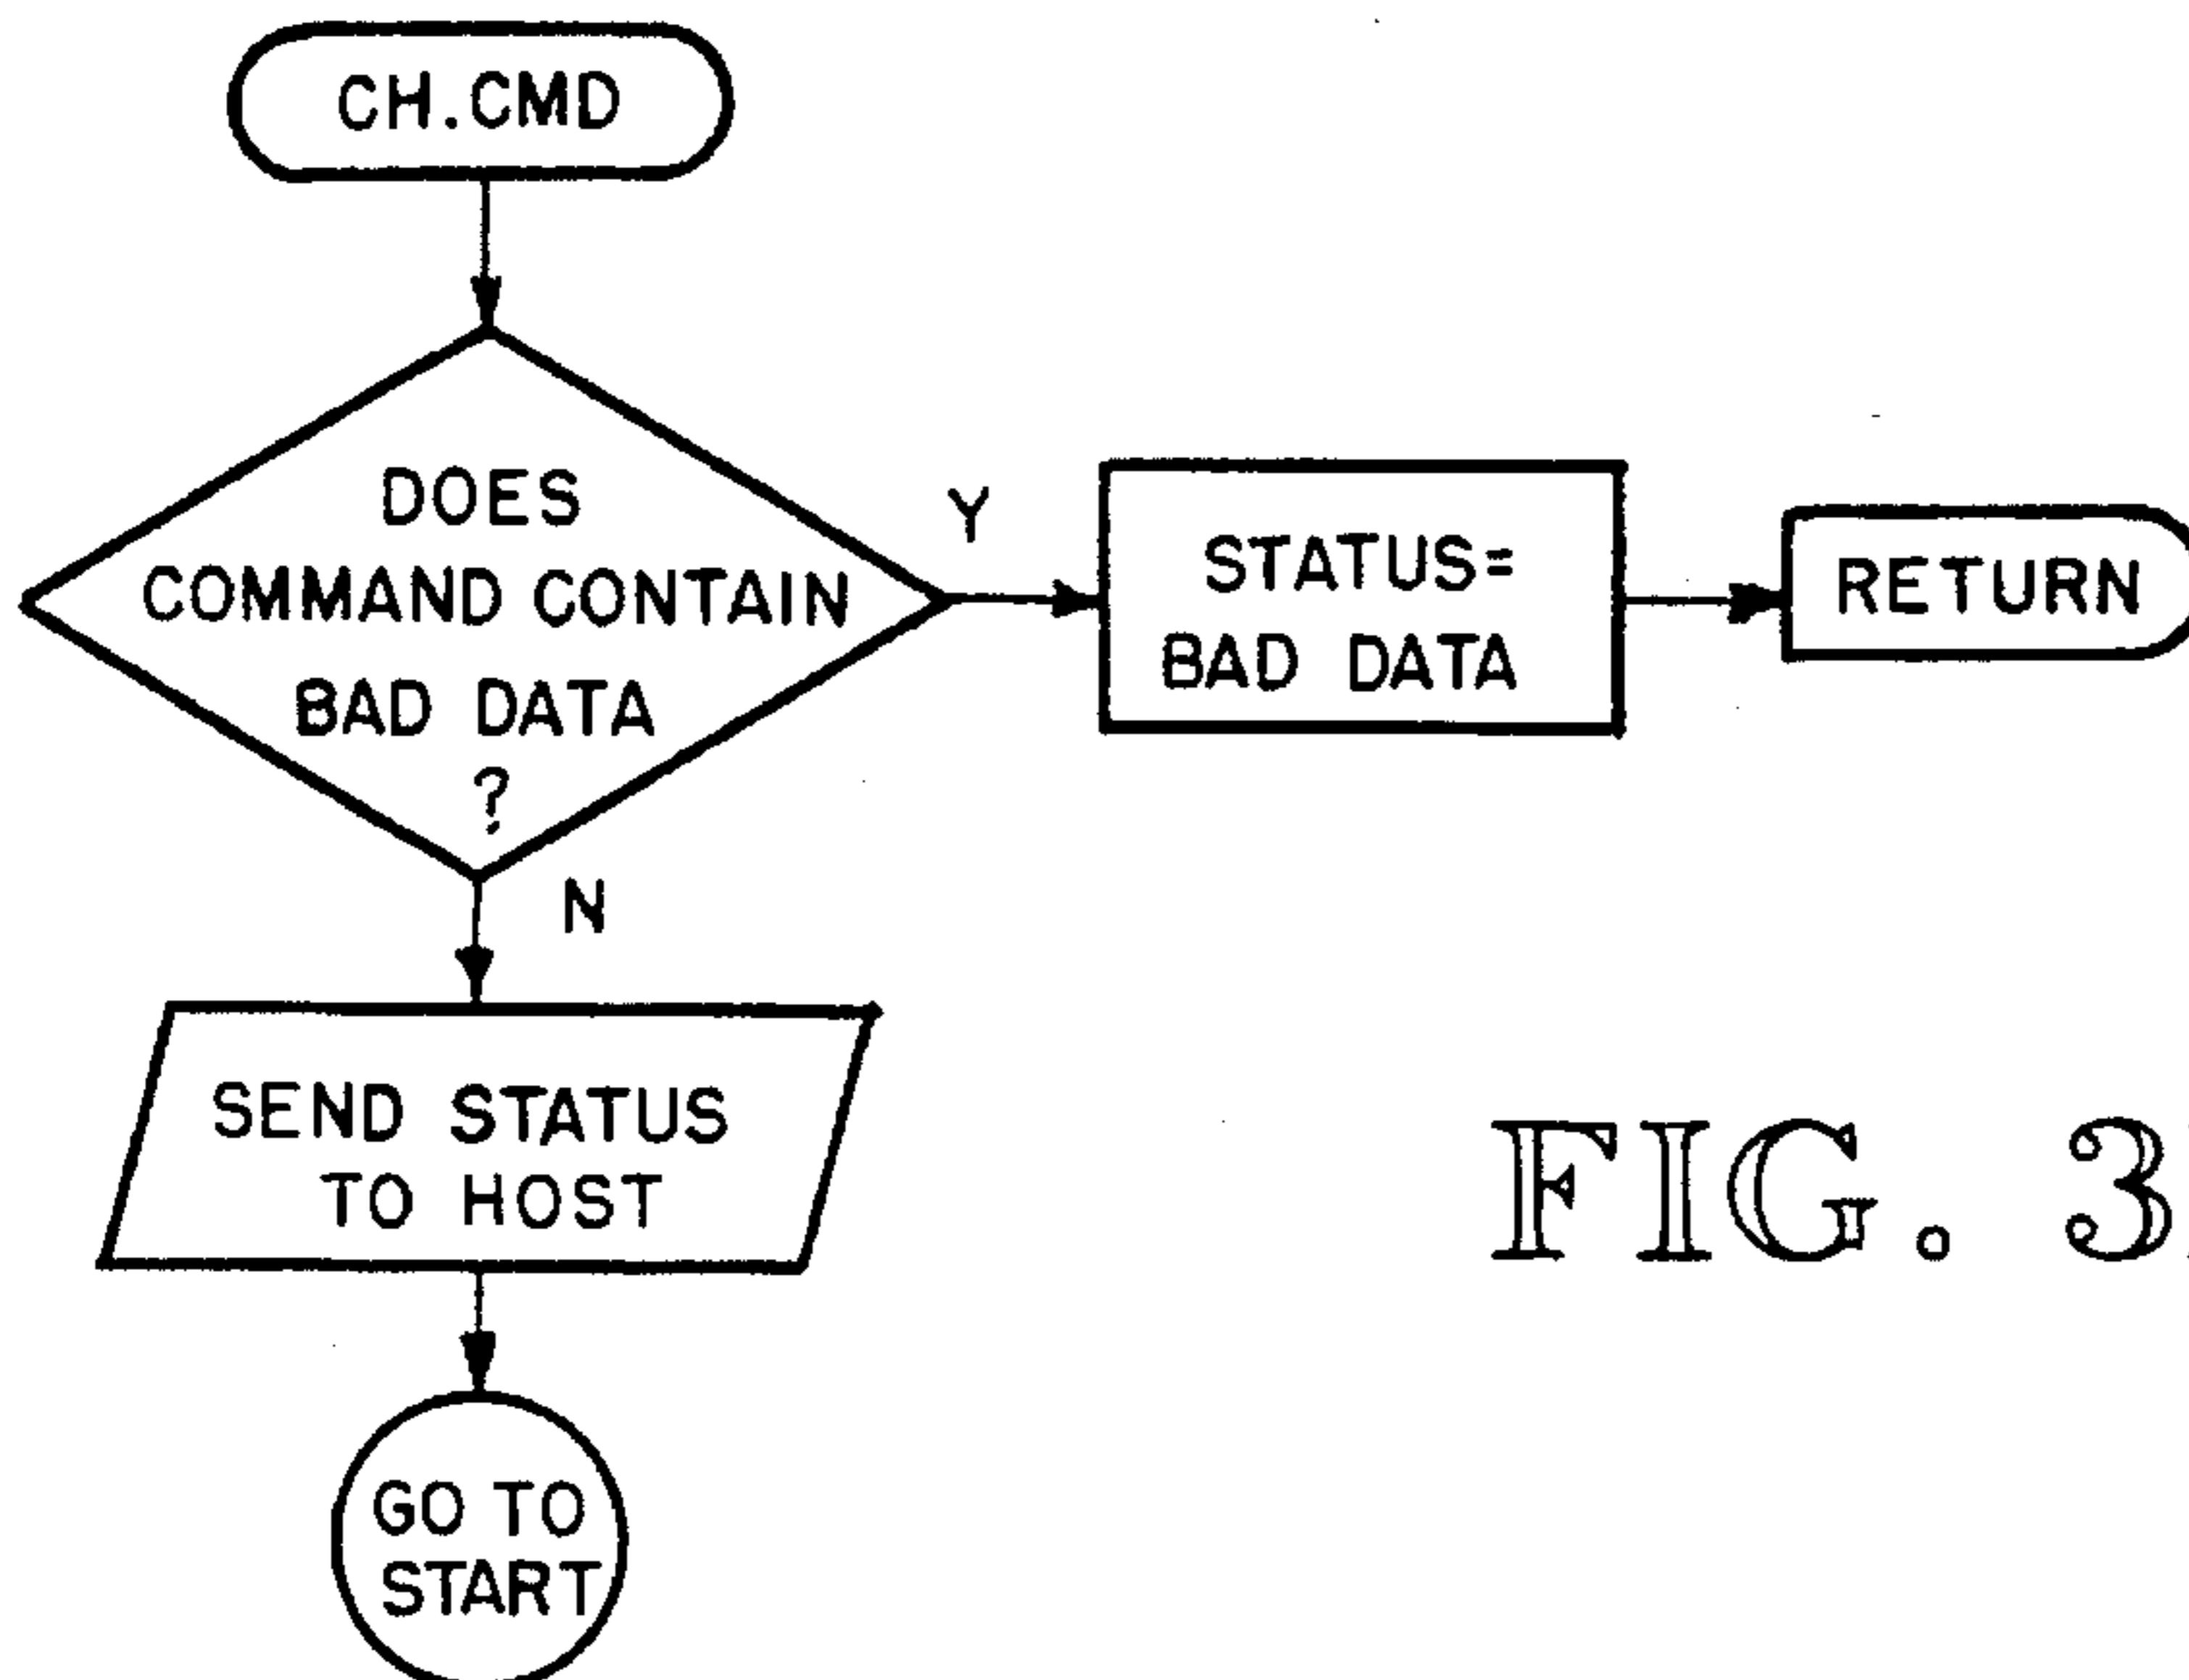 CH.CMD
DOES
COMMAND CONTAIN
BAD DATA
?
Y
STATUS=
BAD DATA
RETURN
N
SEND STATUS
TO HOST
GO TO
START
FIG. 3